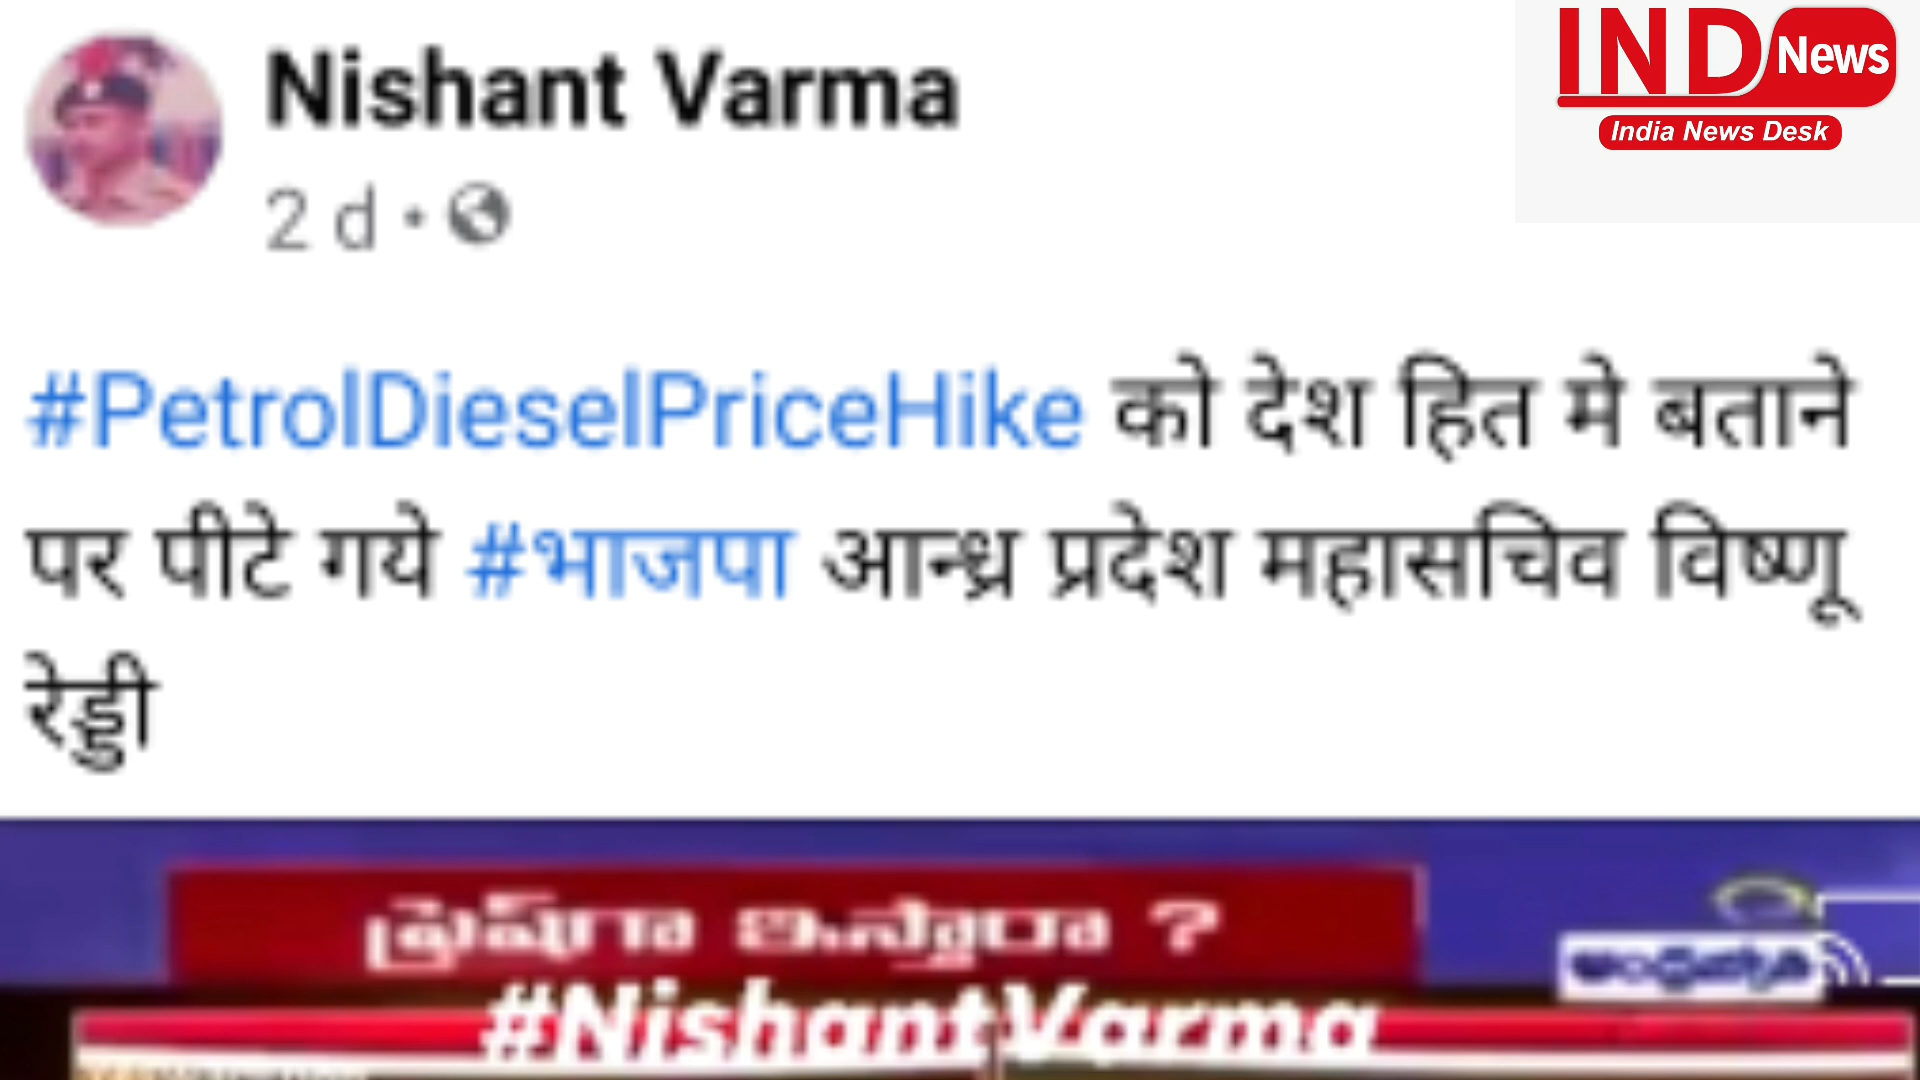 Nishant Varma
IND News
India News Desk
2 d
#PetrolDieselPriceHike को देश हित मे बताने
पर पीटे गये #भाजपा आन्ध्र प्रदेश महासचिव विष्णू
रेड्डी
#NishantVarma